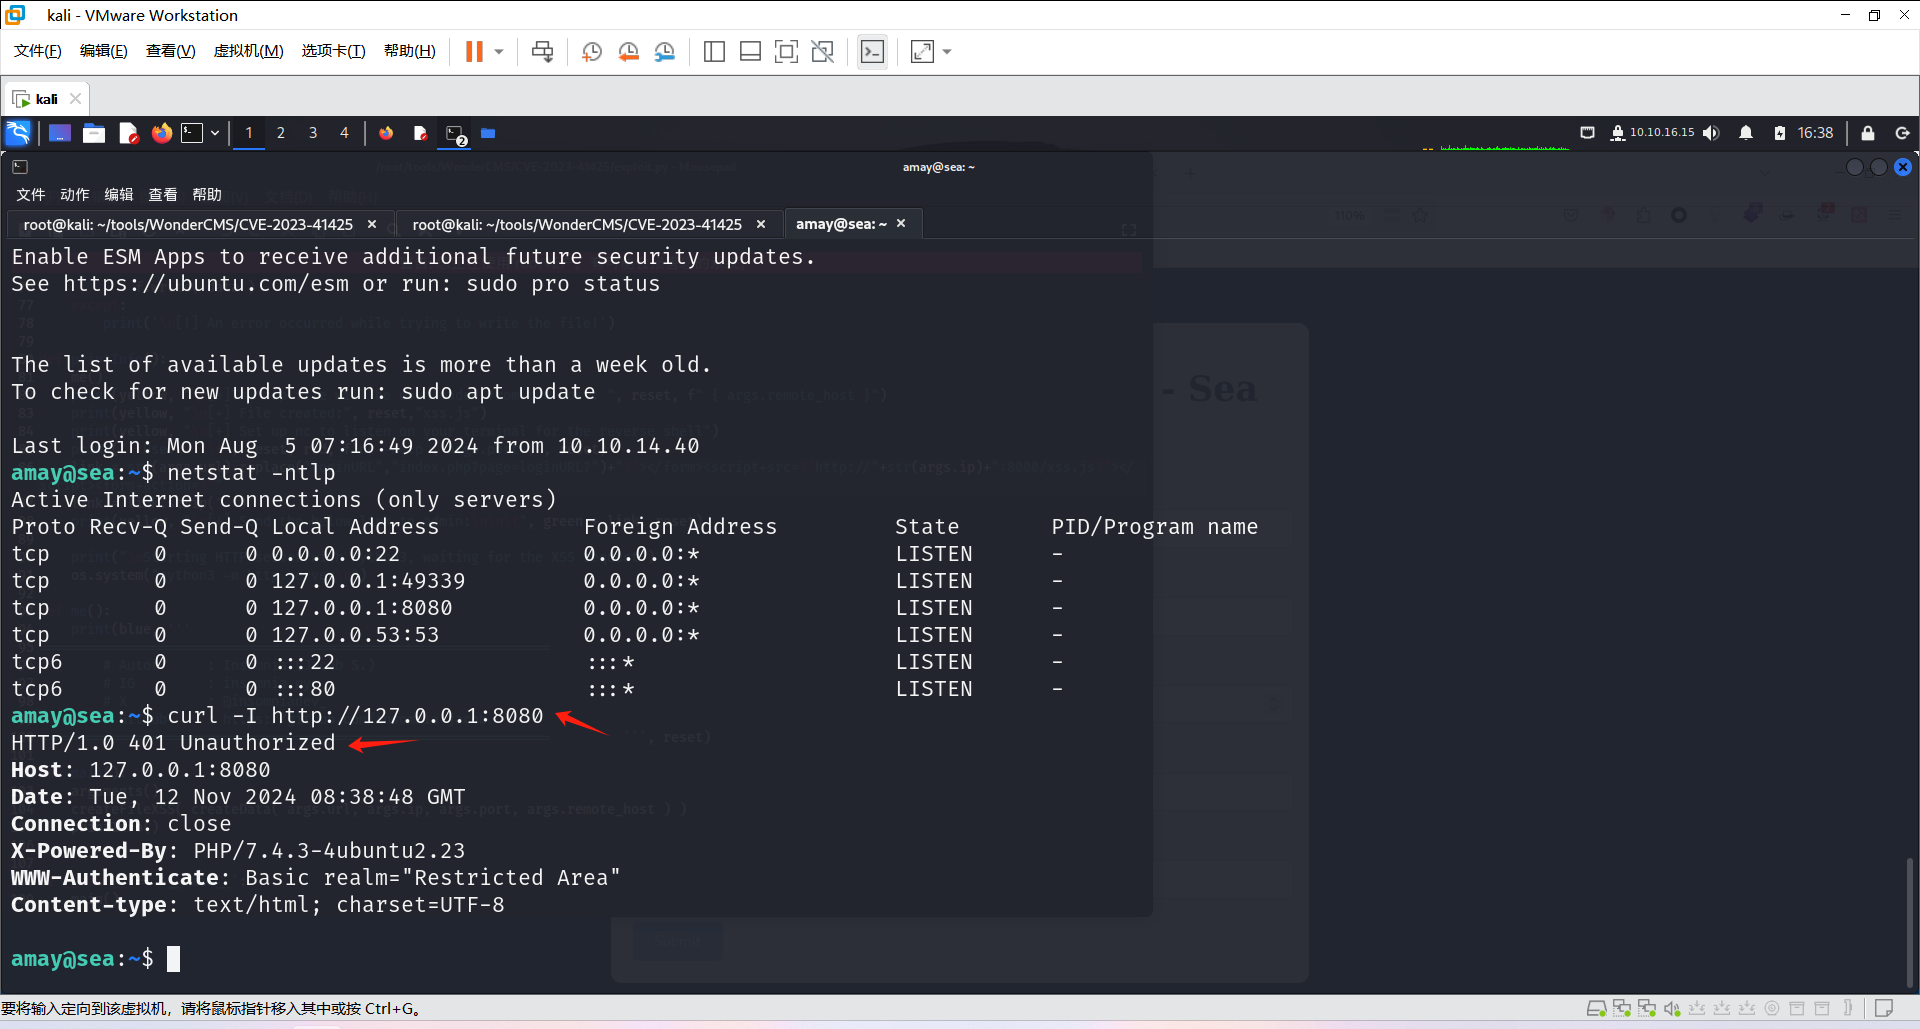 kali - VMware Workstation
文件(F) 编辑(E) 查看(V) 虚拟机(M) 选项卡(T) 帮助(H)
kali
1 2 3 4 2 10.10.16.15 16:38
amay@sea: ~
文件 动作 编辑 查看 帮助
root@kali: ~/tools/WonderCMS/CVE-2023-41425 root@kali: ~/tools/WonderCMS/CVE-2023-41425 amay@sea: ~
Enable ESM Apps to receive additional future security updates.
See https://ubuntu.com/esm or run: sudo pro status
The list of available updates is more than a week old.
To check for new updates run: sudo apt update
- Sea
Last login: Mon Aug  5 07:16:49 2024 from 10.10.14.40
amay@sea:~$ netstat -ntlp
Active Internet connections (only servers)
Proto Recv-Q Send-Q Local Address           Foreign Address         State       PID/Program name
tcp        0      0 0.0.0.0:22              0.0.0.0:*               LISTEN      -
tcp        0      0 127.0.0.1:49339         0.0.0.0:*               LISTEN      -
tcp        0      0 127.0.0.1:8080          0.0.0.0:*               LISTEN      -
tcp        0      0 127.0.0.53:53           0.0.0.0:*               LISTEN      -
tcp6       0      0 :::22                   :::*                    LISTEN      -
tcp6       0      0 :::80                   :::*                    LISTEN      -
amay@sea:~$ curl -I http://127.0.0.1:8080
HTTP/1.0 401 Unauthorized
Host: 127.0.0.1:8080
Date: Tue, 12 Nov 2024 08:38:48 GMT
Connection: close
X-Powered-By: PHP/7.4.3-4ubuntu2.23
WWW-Authenticate: Basic realm="Restricted Area"
Content-type: text/html; charset=UTF-8
amay@sea:~$
要将输入定向到该虚拟机，请将鼠标指针移入其中或按 Ctrl+G。